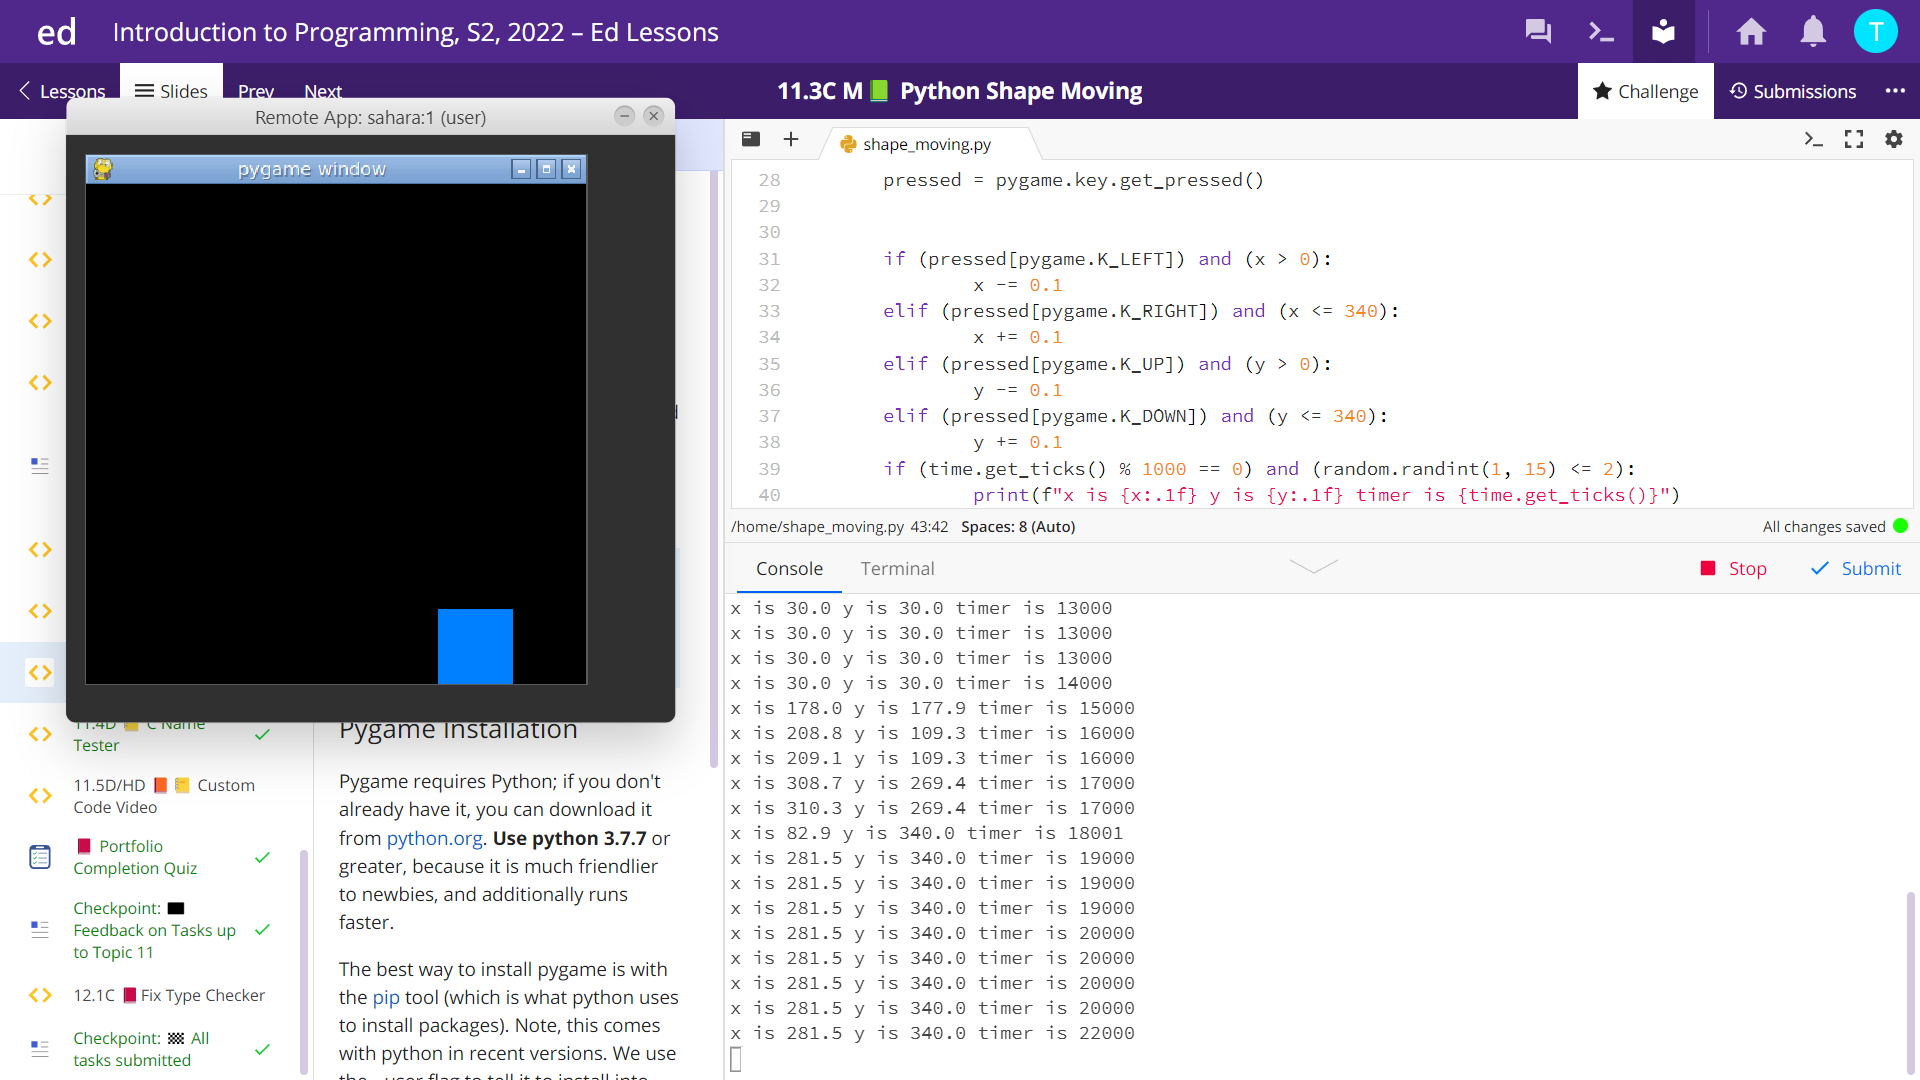 ed Introduction to Programming, S2, 2022 – Ed Lessons T
Lessons Slides Prev Next 11.3C M Python Shape Moving Challenge Submissions
Remote App: sahara:1 (user)
pygame window
11.4D C Name
Tester
11.5D/HD Custom
Code Video
Portfolio
Completion Quiz
Checkpoint:
Feedback on Tasks up
to Topic 11
12.1C Fix Type Checker
Checkpoint: All
tasks submitted
Pygame Installation
Pygame requires Python; if you don't
already have it, you can download it
from python.org. Use python 3.7.7 or
greater, because it is much friendlier
to newbies, and additionally runs
faster.
The best way to install pygame is with
the pip tool (which is what python uses
to install packages). Note, this comes
with python in recent versions. We use
the --user flag to tell it to install into
shape_moving.py
28 pressed = pygame.key.get_pressed()
29
30
31 if (pressed[pygame.K_LEFT]) and (x > 0):
32 x -= 0.1
33 elif (pressed[pygame.K_RIGHT]) and (x <= 340):
34 x += 0.1
35 elif (pressed[pygame.K_UP]) and (y > 0):
36 y -= 0.1
37 elif (pressed[pygame.K_DOWN]) and (y <= 340):
38 y += 0.1
39 if (time.get_ticks() % 1000 == 0) and (random.randint(1, 15) <= 2):
40 print(f"x is {x:.1f} y is {y:.1f} timer is {time.get_ticks()}")
/home/shape_moving.py 43:42 Spaces: 8 (Auto) All changes saved
Console Terminal Stop Submit
x is 30.0 y is 30.0 timer is 13000
x is 30.0 y is 30.0 timer is 13000
x is 30.0 y is 30.0 timer is 13000
x is 30.0 y is 30.0 timer is 14000
x is 178.0 y is 177.9 timer is 15000
x is 208.8 y is 109.3 timer is 16000
x is 209.1 y is 109.3 timer is 16000
x is 308.7 y is 269.4 timer is 17000
x is 310.3 y is 269.4 timer is 17000
x is 82.9 y is 340.0 timer is 18001
x is 281.5 y is 340.0 timer is 19000
x is 281.5 y is 340.0 timer is 19000
x is 281.5 y is 340.0 timer is 19000
x is 281.5 y is 340.0 timer is 20000
x is 281.5 y is 340.0 timer is 20000
x is 281.5 y is 340.0 timer is 20000
x is 281.5 y is 340.0 timer is 20000
x is 281.5 y is 340.0 timer is 22000